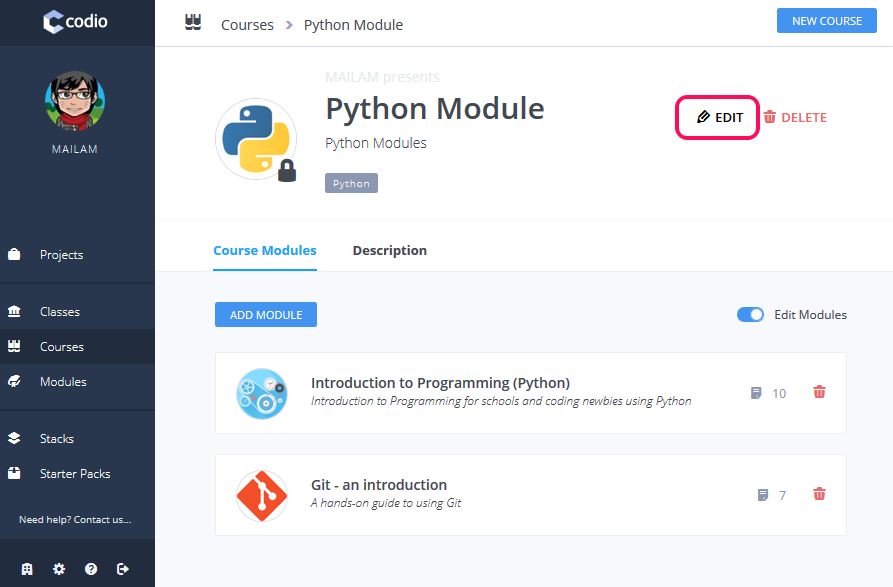 codio
Courses > Python Module
NEW COURSE
MAILAM
MAILAM presents
Python Module
Python Modules
Python
EDIT
DELETE
Projects
Classes
Courses
Modules
Stacks
Starter Packs
Need help? Contact us...
Course Modules
Description
ADD MODULE
Edit Modules
Introduction to Programming (Python)
Introduction to Programming for schools and coding newbies using Python
10
Git - an introduction
A hands-on guide to using Git
7